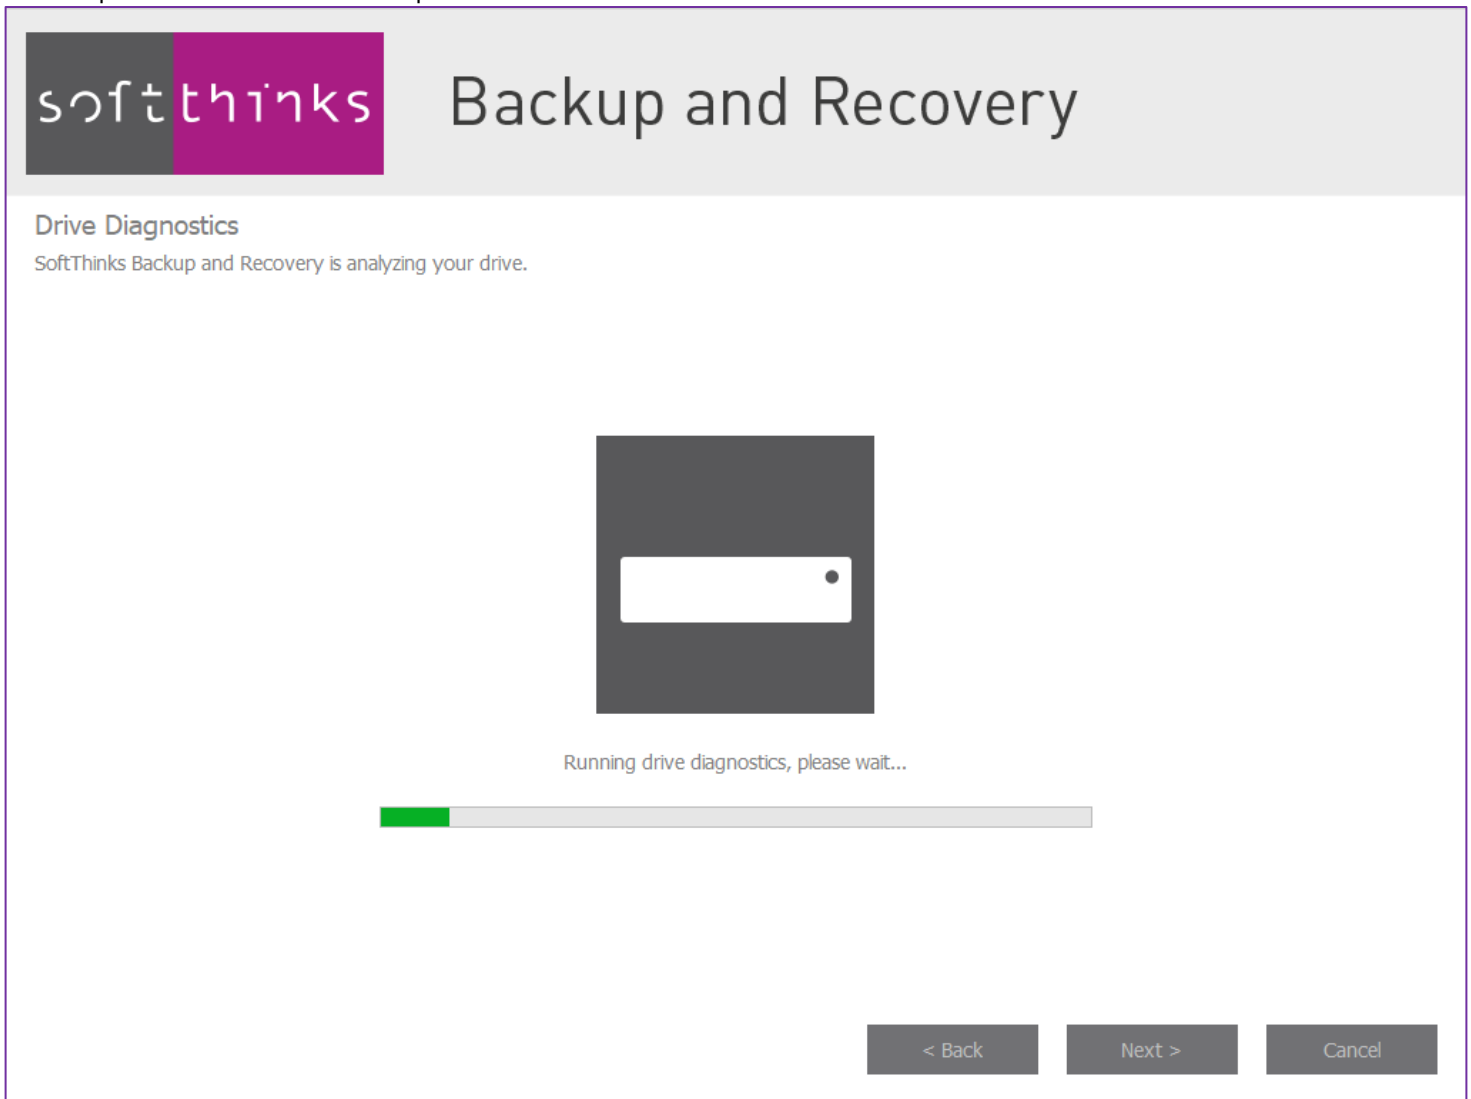 softthinks
Backup and Recovery
Drive Diagnostics
SoftThinks Backup and Recovery is analyzing your drive.
Running drive diagnostics, please wait...
< Back
Next >
Cancel